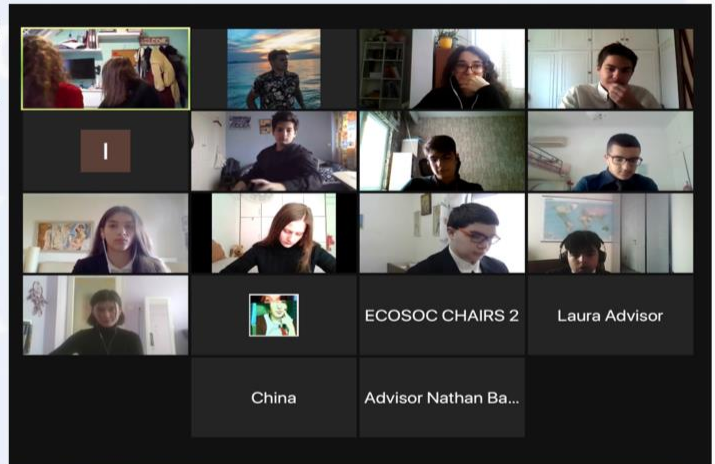 I
ECOSOC CHAIRS 2
Laura Advisor
China
Advisor Nathan Ba...